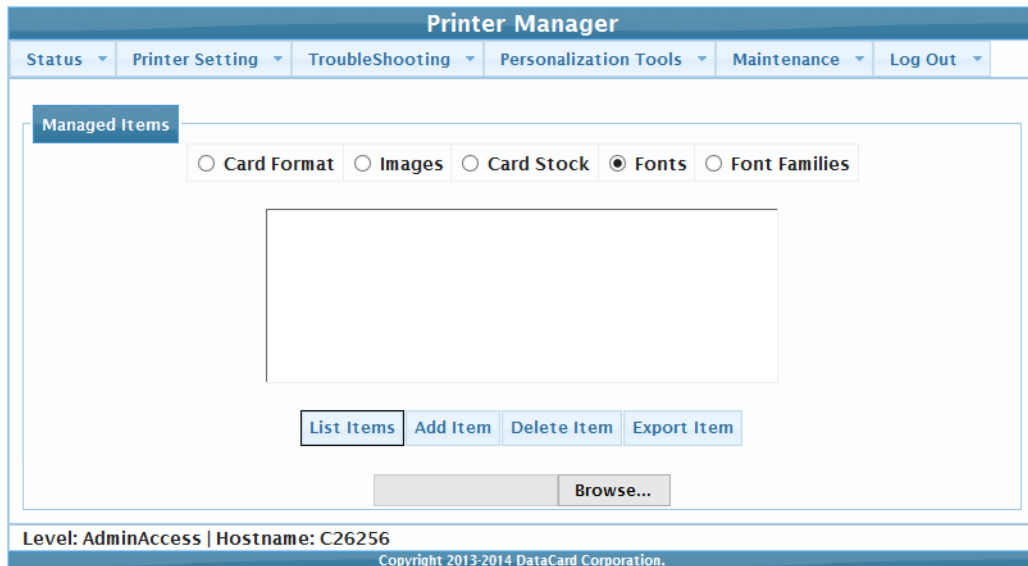 Printer Manager
Status Printer Setting TroubleShooting Personalization Tools Maintenance Log Out
Managed Items
Card Format Images Card Stock Fonts Font Families
List Items Add Item Delete Item Export Item
Browse...
Level: AdminAccess | Hostname: C26256
Copyright 2013-2014 DataCard Corporation.